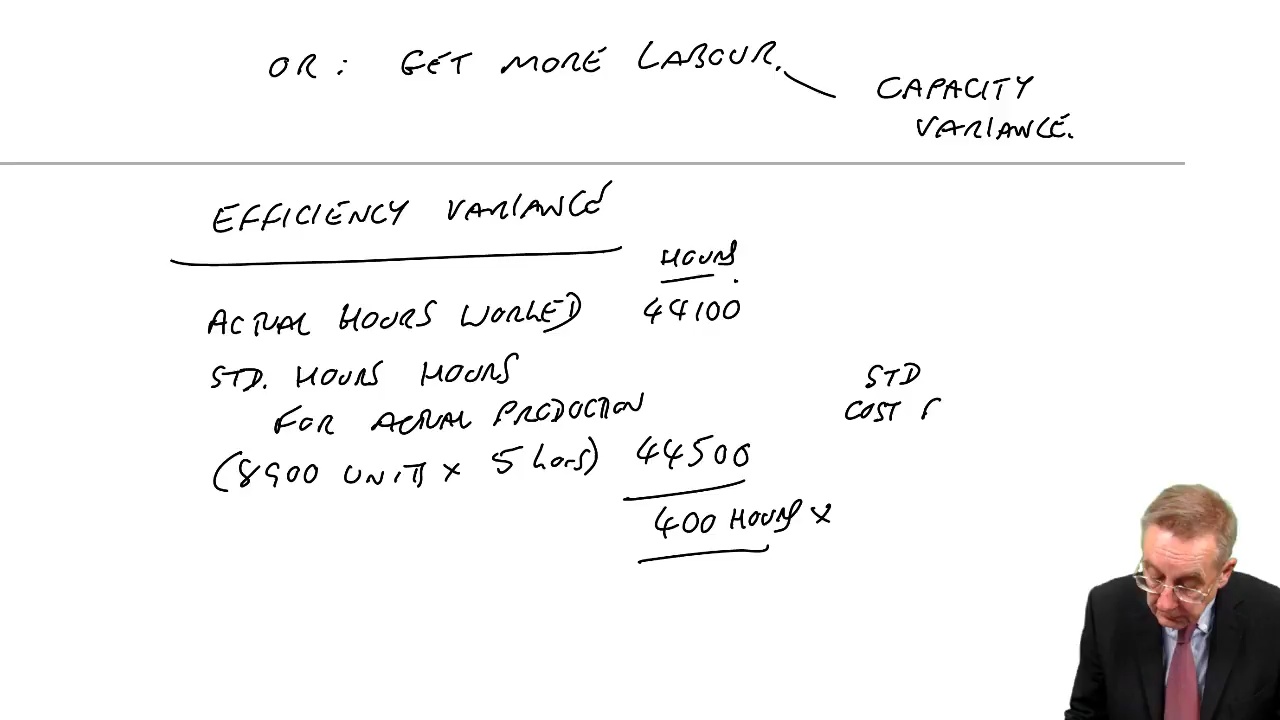 OR : GET MORE LABOUR.
CAPACITY
VARIANCE.
EFFICIENCY VARIANCE
HOURS
ACTUAL HOURS WORKED 44100
STD. HOURS HOURS
FOR ACTUAL PRODUCTION
(8900 UNITS x 5 hours) 44500
400 HOURS x
STD
COST